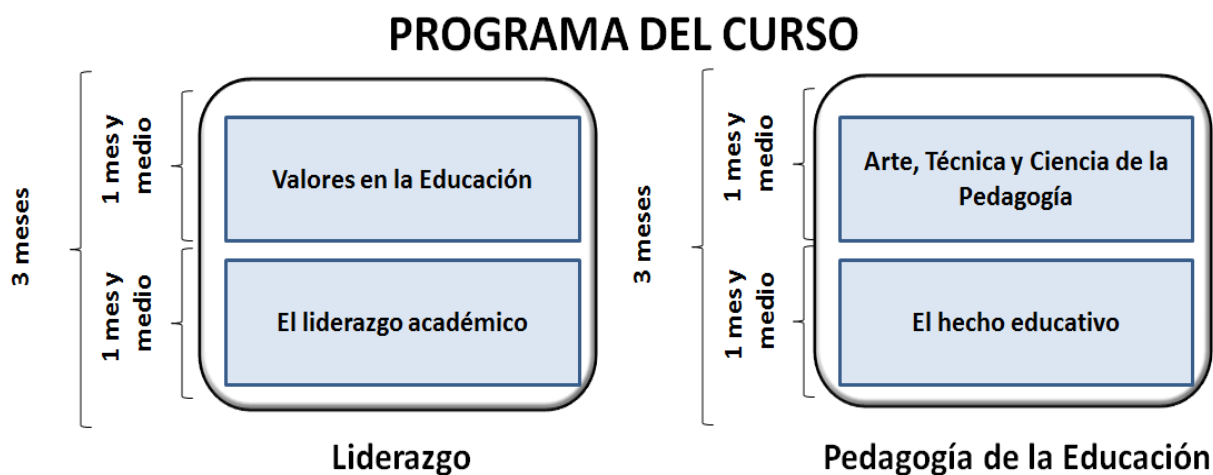 PROGRAMA DEL CURSO
3 meses
1 mes y
medio
Valores en la Educación
1 mes y
medio
El liderazgo académico
Liderazgo
3 meses
1 mes y
medio
Arte, Técnica y Ciencia de la
Pedagogía
1 mes y
medio
El hecho educativo
Pedagogía de la Educación